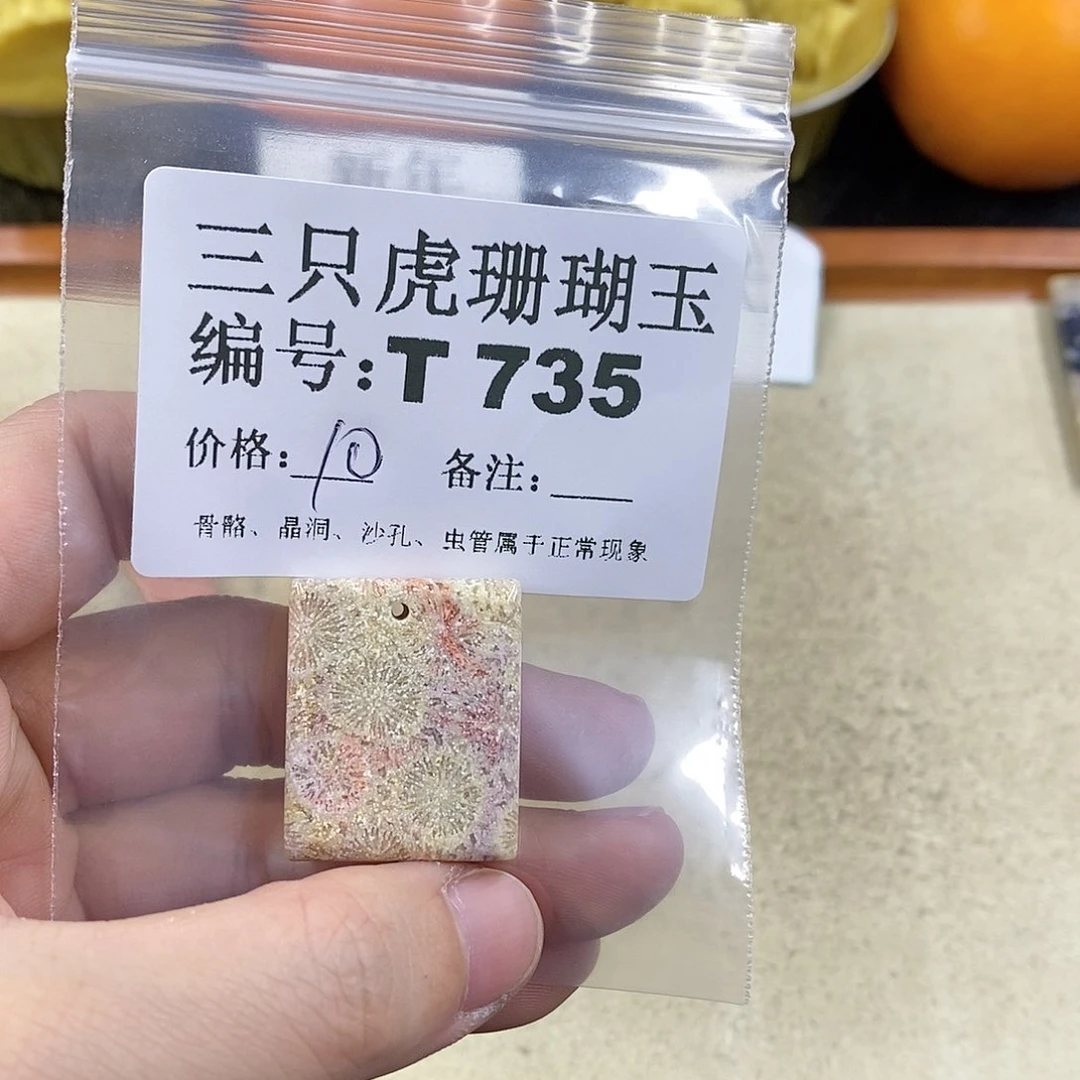 三只虎珊瑚玉
编号:T 735
价格:10 备注:___
骨骼、晶洞、沙孔、虫管属于正常现象